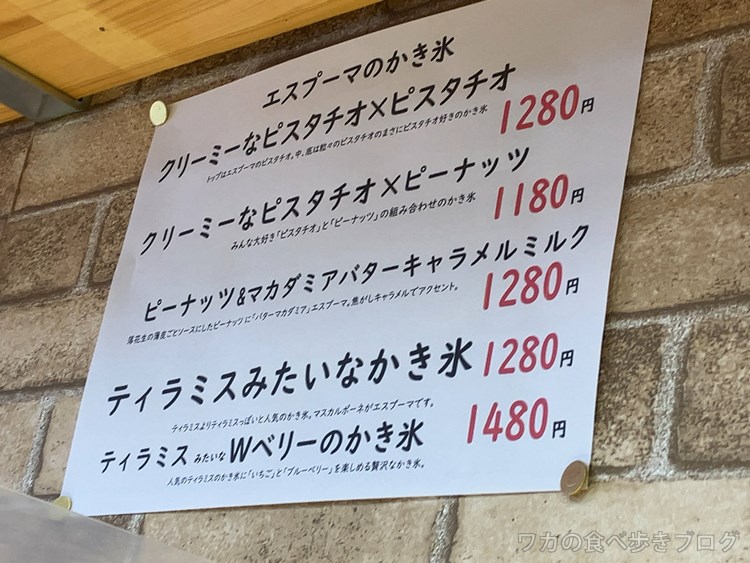 エスプーマのかき氷
クリーミーなピスタチオ×ピスタチオ 1280円
トップはエスプーマのピスタチオ。中、底は粒々のピスタチオのまさにピスタチオ好きのかき氷
クリーミーなピスタチオ×ピーナッツ 1180円
みんな大好き「ピスタチオ」と「ピーナッツ」の組み合わせのかき氷
ピーナッツ&マカダミアバターキャラメルミルク 1280円
落花生の薄皮ごとソースにしたピーナッツに「バターマカダミア」エスプーマ。焦がしキャラメルでアクセント。
ティラミスみたいなかき氷 1280円
ティラミスよりティラミスっぽいと人気のかき氷。マスカルポーネがエスプーマです。
ティラミスみたいなWベリーのかき氷 1480円
人気のティラミスのかき氷に「いちご」と「ブルーベリー」を楽しめる贅沢なかき氷。
ワカの食べ歩きブログ